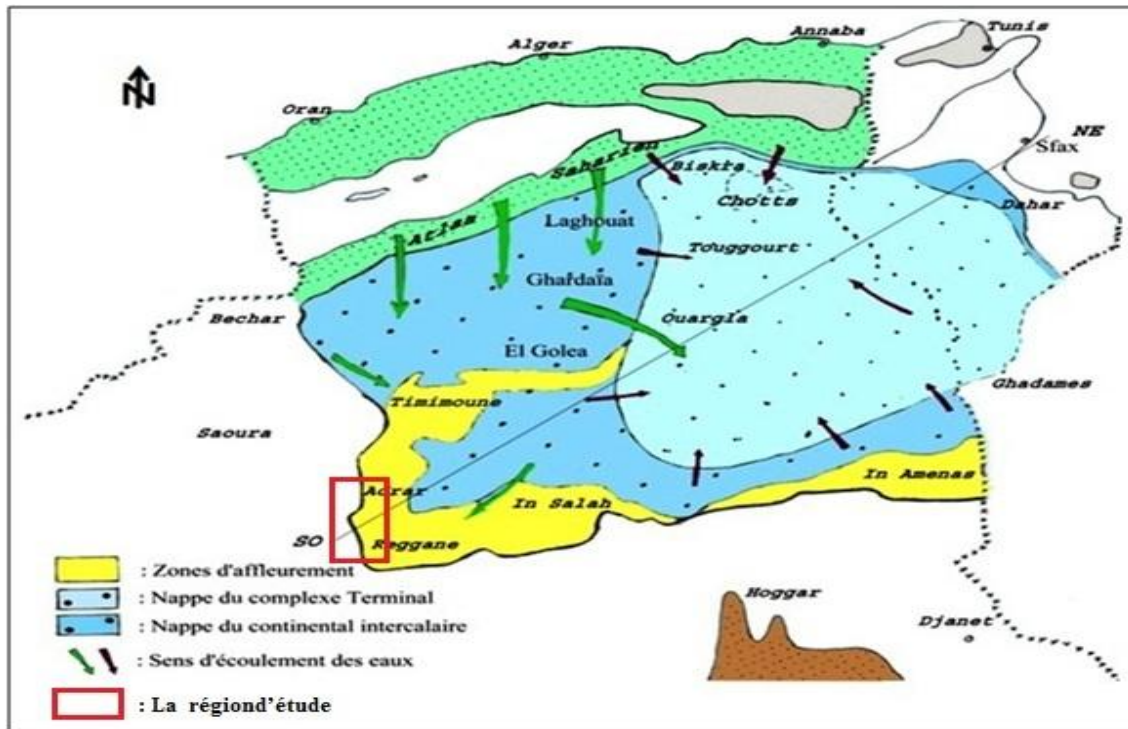 Tunis
Annaba
Alger
Oran
N
NE
Sfax
Biskra
Saharien
Chotts
Dahar
Atlas
Laghouat
Touggourt
Ghardaïa
Bechar
Ouargla
El Golea
Ghadames
Timimoune
Saoura
In Amenas
Adrar
In Salah
SO
Reggane
: Zones d'affleurement
: Nappe du complexe Terminal
: Nappe du continental intercalaire
: Sens d'écoulement des eaux
: La régiond'étude
Hoggar
Djanet